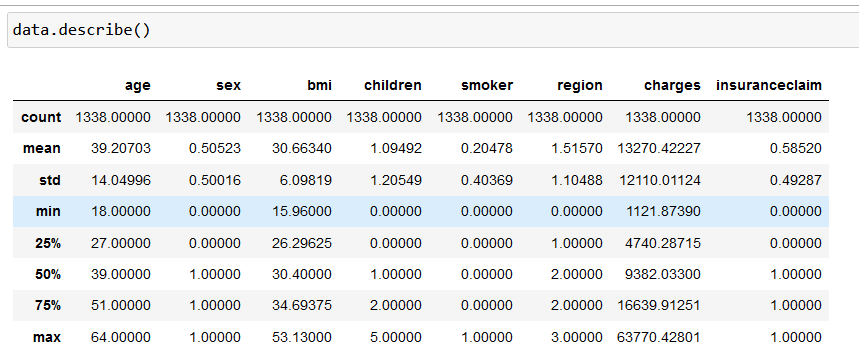 data.describe()
age sex bmi children smoker region charges insuranceclaim
count 1338.00000 1338.00000 1338.00000 1338.00000 1338.00000 1338.00000 1338.00000 1338.00000
mean 39.20703 0.50523 30.66340 1.09492 0.20478 1.51570 13270.42227 0.58520
std 14.04996 0.50016 6.09819 1.20549 0.40369 1.10488 12110.01124 0.49287
min 18.00000 0.00000 15.96000 0.00000 0.00000 0.00000 1121.87390 0.00000
25% 27.00000 0.00000 26.29625 0.00000 0.00000 1.00000 4740.28715 0.00000
50% 39.00000 1.00000 30.40000 1.00000 0.00000 2.00000 9382.03300 1.00000
75% 51.00000 1.00000 34.69375 2.00000 0.00000 2.00000 16639.91251 1.00000
max 64.00000 1.00000 53.13000 5.00000 1.00000 3.00000 63770.42801 1.00000